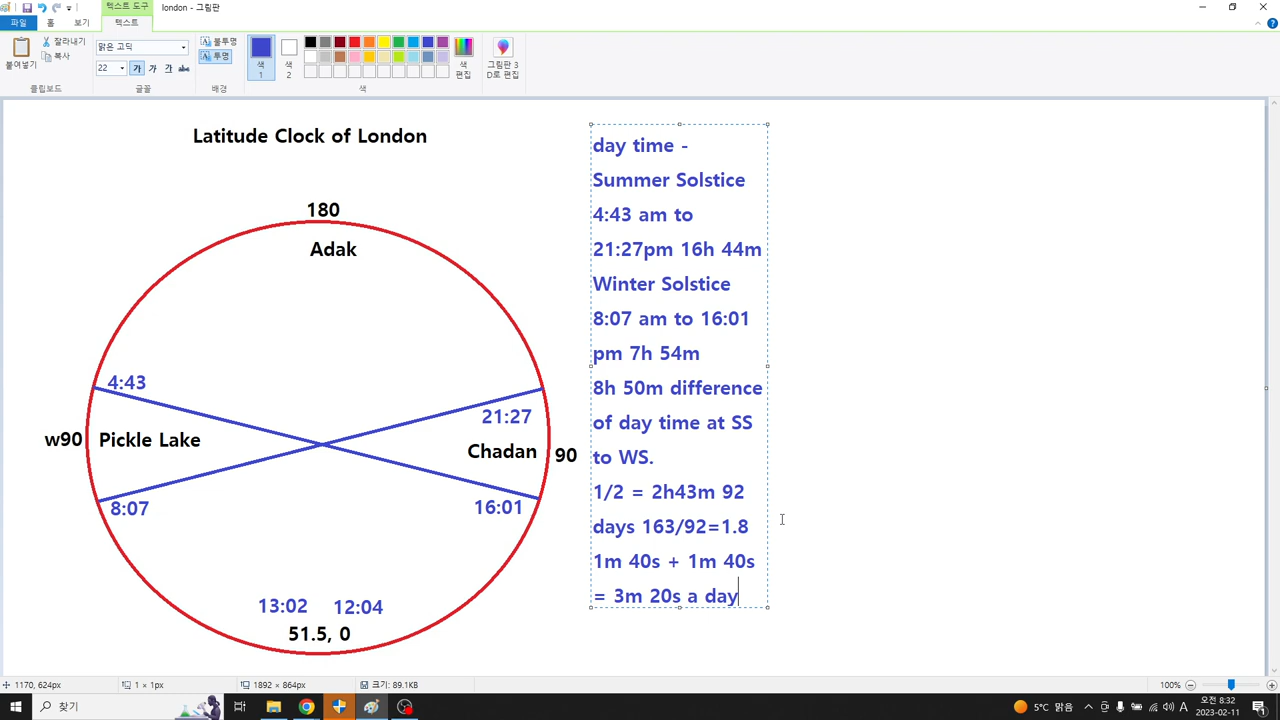 텍스트 도구
london - 그림판
파일
홈
보기
텍스트
붙여넣기
잘라내기
복사
클립보드
맑은 고딕
22
가
가
가
abc
글꼴
불투명
투명
배경
색
1
색
2
색
편집
색
그림판 3
D로 편집
Latitude Clock of London
180
Adak
4:43
21:27
w90
Pickle Lake
Chadan
90
8:07
16:01
13:02
12:04
51.5, 0
day time -
Summer Solstice
4:43 am to
21:27pm 16h 44m
Winter Solstice
8:07 am to 16:01
pm 7h 54m
8h 50m difference
of day time at SS
to WS.
1/2 = 2h43m 92
days 163/92=1.8
1m 40s + 1m 40s
= 3m 20s a day
1170, 624px
1 × 1px
1892 × 864px
크기: 89.1KB
100%
찾기
5°C 맑음
A
오전 8:32
2023-02-11